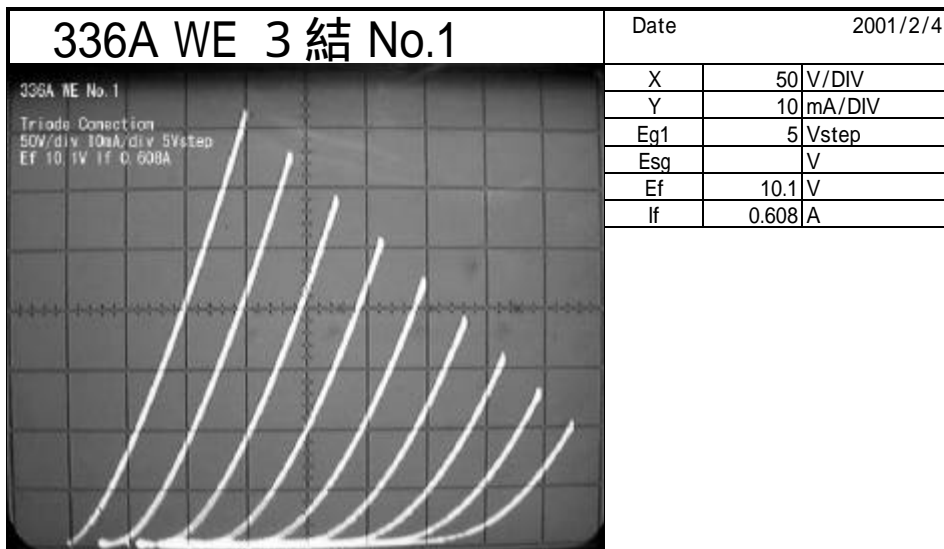 336A WE ３結 No.1
Date 2001/2/4
336A WE No.1
Triode Conection
50V/div 10mA/div 5Vstep
Ef 10.1V If 0.608A
X 50 V/DIV
Y 10 mA/DIV
Eg1 5 Vstep
Esg V
Ef 10.1 V
If 0.608 A